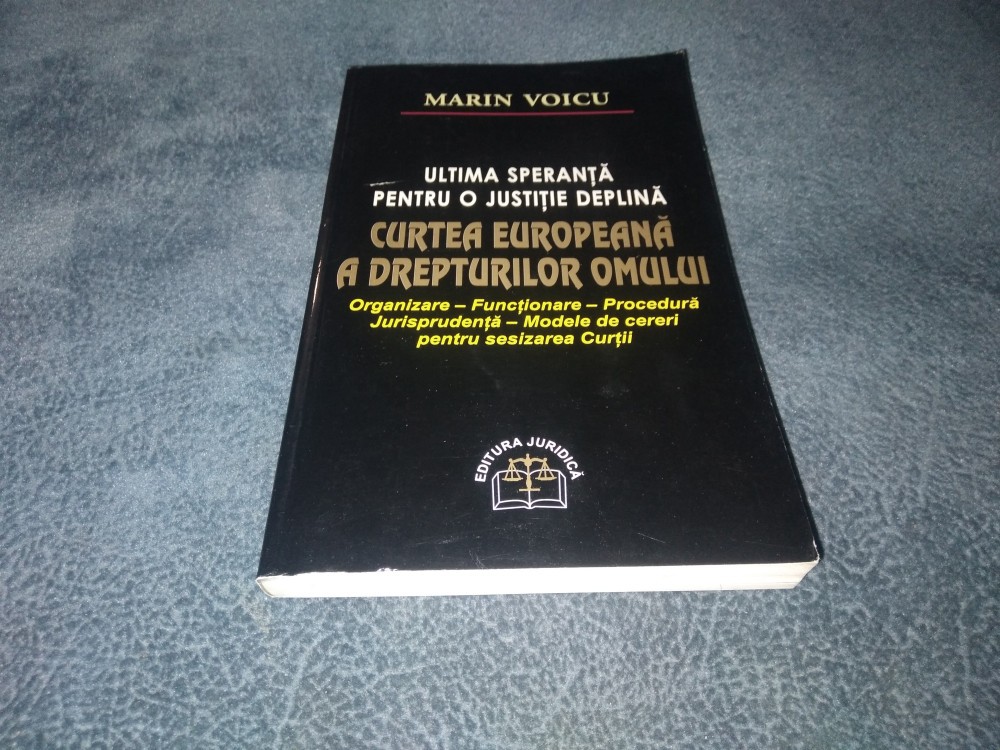 MARIN VOICU
ULTIMA SPERANȚĂ
PENTRU O JUSTIȚIE DEPLINĂ
CURTEA EUROPEANĂ
A DREPTURILOR OMULUI
Organizare – Funcționare – Procedură
Jurisprudență – Modele de cereri
pentru sesizarea Curții
EDITURA JURIDICĂ